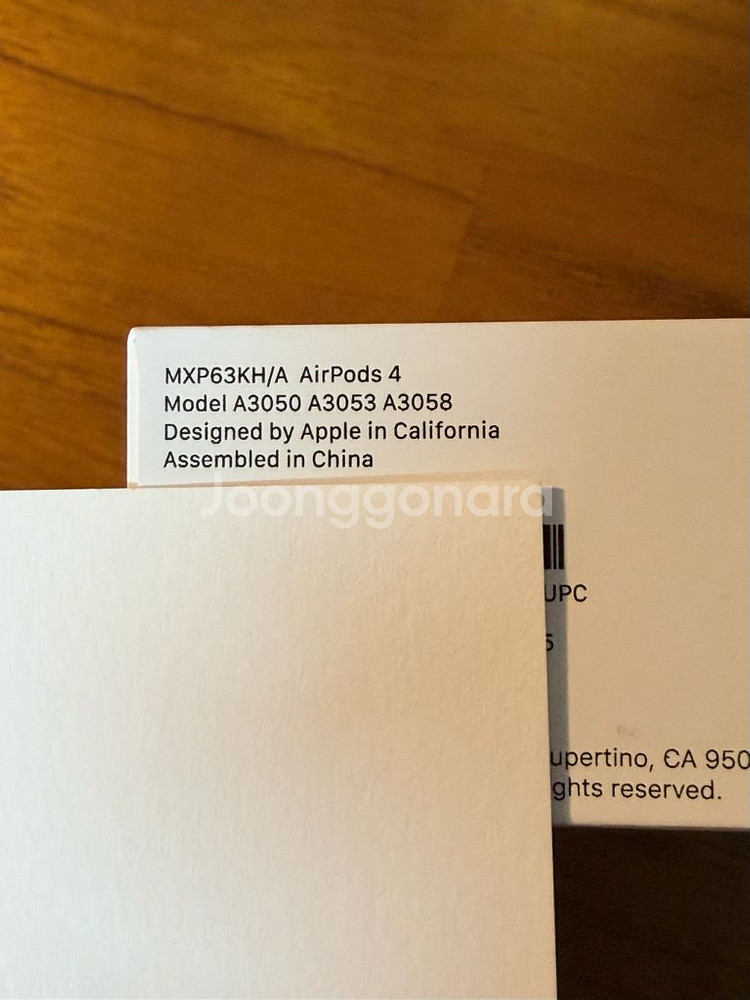 MXP63KH/A AirPods 4
Model A3050 A3053 A3058
Designed by Apple in California
Assembled in China
Joonggonara
UPC
5
upertino, CA 950
ghts reserved.